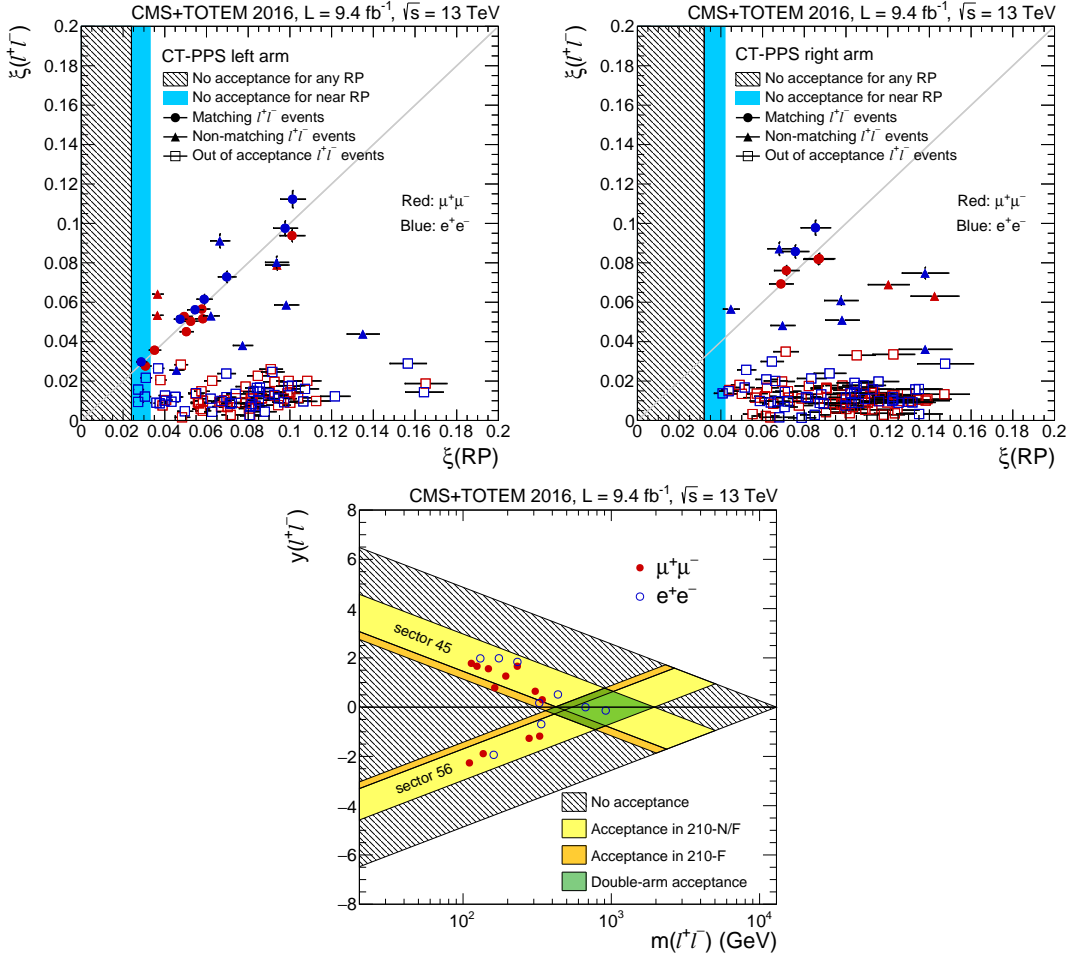 CMS+TOTEM 2016, L = 9.4 fb⁻¹, √s = 13 TeV
ξ(l⁺l⁻)
0.2
0.18
0.16
0.14
0.12
0.1
0.08
0.06
0.04
0.02
0
CT-PPS left arm
No acceptance for any RP
No acceptance for near RP
Matching l⁺l⁻ events
Non-matching l⁺l⁻ events
Out of acceptance l⁺l⁻ events
Red: μ⁺μ⁻
Blue: e⁺e⁻
0 0.02 0.04 0.06 0.08 0.1 0.12 0.14 0.16 0.18 0.2
ξ(RP)
CMS+TOTEM 2016, L = 9.4 fb⁻¹, √s = 13 TeV
ξ(l⁺l⁻)
0.2
0.18
0.16
0.14
0.12
0.1
0.08
0.06
0.04
0.02
0
CT-PPS right arm
No acceptance for any RP
No acceptance for near RP
Matching l⁺l⁻ events
Non-matching l⁺l⁻ events
Out of acceptance l⁺l⁻ events
Red: μ⁺μ⁻
Blue: e⁺e⁻
0 0.02 0.04 0.06 0.08 0.1 0.12 0.14 0.16 0.18 0.2
ξ(RP)
CMS+TOTEM 2016, L = 9.4 fb⁻¹, √s = 13 TeV
y(l⁺l⁻)
8
6
4
2
0
−2
−4
−6
−8
μ⁺μ⁻
e⁺e⁻
sector 45
sector 56
No acceptance
Acceptance in 210-N/F
Acceptance in 210-F
Double-arm acceptance
10² 10³ 10⁴
m(l⁺l⁻) (GeV)